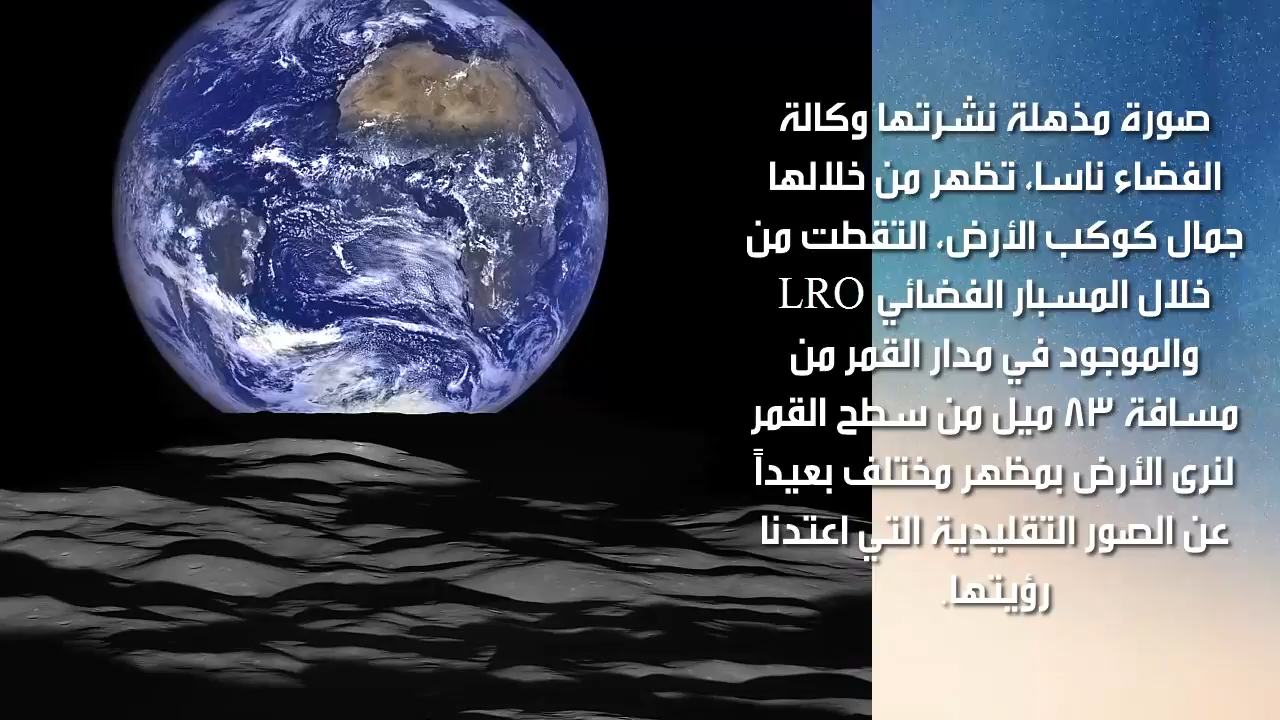 صورة مذهلة نشرتها وكالة
الفضاء ناسا، تظهر من خلالها
جمال كوكب الأرض، التقطت من
خلال المسبار الفضائي LRO
والموجود في مدار القمر من
مسافة ٨٣ ميل من سطح القمر
لنرى الأرض بمظهر مختلف بعيداً
عن الصور التقليدية التي اعتدنا
رؤيتها.